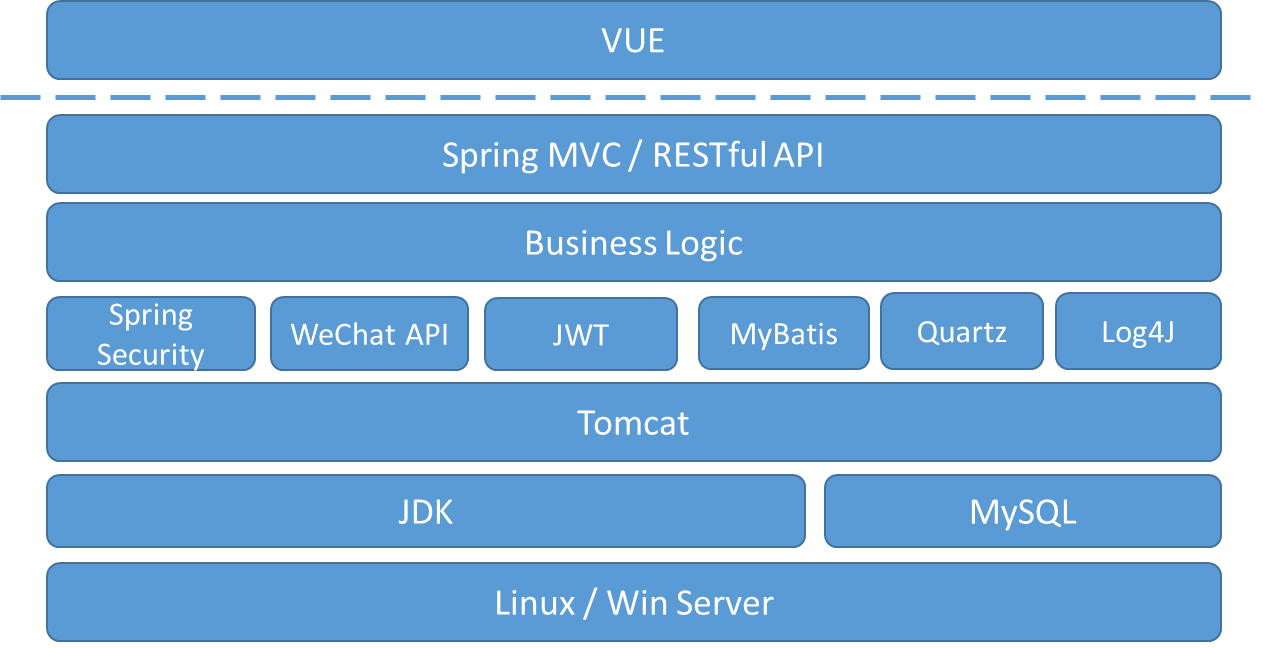 VUE
Spring MVC / RESTful API
Business Logic
Spring
Security
WeChat API
JWT
MyBatis
Quartz
Log4J
Tomcat
JDK
MySQL
Linux / Win Server